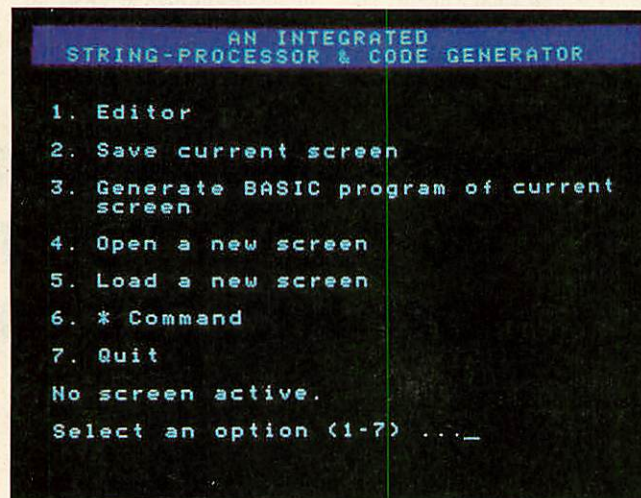 AN INTEGRATED
STRING-PROCESSOR & CODE GENERATOR
1. Editor
2. Save current screen
3. Generate BASIC program of current
screen
4. Open a new screen
5. Load a new screen
6. * Command
7. Quit
No screen active.
Select an option (1-7) ..._